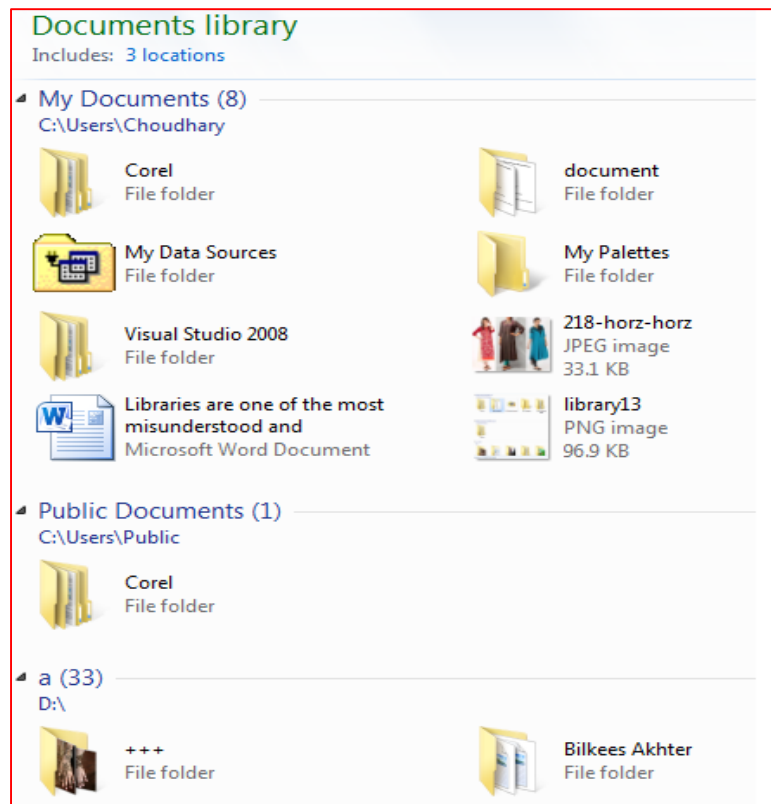 Documents library
Includes: 3 locations
My Documents (8)
C:\Users\Choudhary
Corel
File folder
document
File folder
My Data Sources
File folder
My Palettes
File folder
Visual Studio 2008
File folder
218-horz-horz
JPEG image
33.1 KB
Libraries are one of the most
misunderstood and
Microsoft Word Document
library13
PNG image
96.9 KB
Public Documents (1)
C:\Users\Public
Corel
File folder
a (33)
D:\
+++
File folder
Bilkees Akhter
File folder